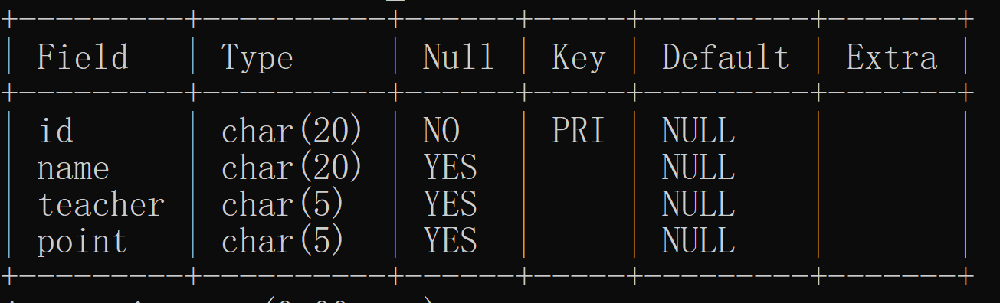 +---------+----------+------+-----+---------+-------+
| Field   | Type     | Null | Key | Default | Extra |
+---------+----------+------+-----+---------+-------+
| id      | char(20) | NO   | PRI | NULL    |       |
| name    | char(20) | YES  |     | NULL    |       |
| teacher | char(5)  | YES  |     | NULL    |       |
| point   | char(5)  | YES  |     | NULL    |       |
+---------+----------+------+-----+---------+-------+